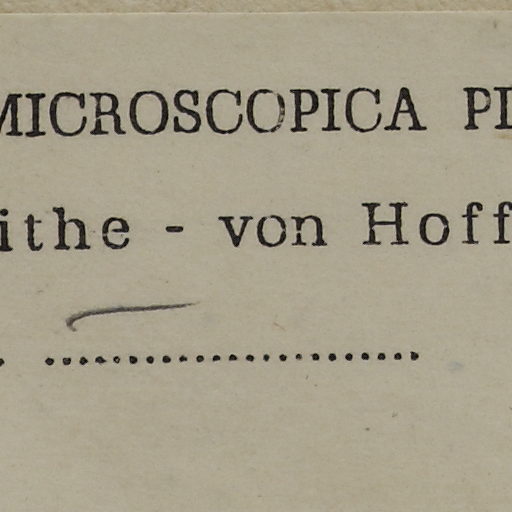 MICROSCOPICA
ithe - von Hoff
. .......................